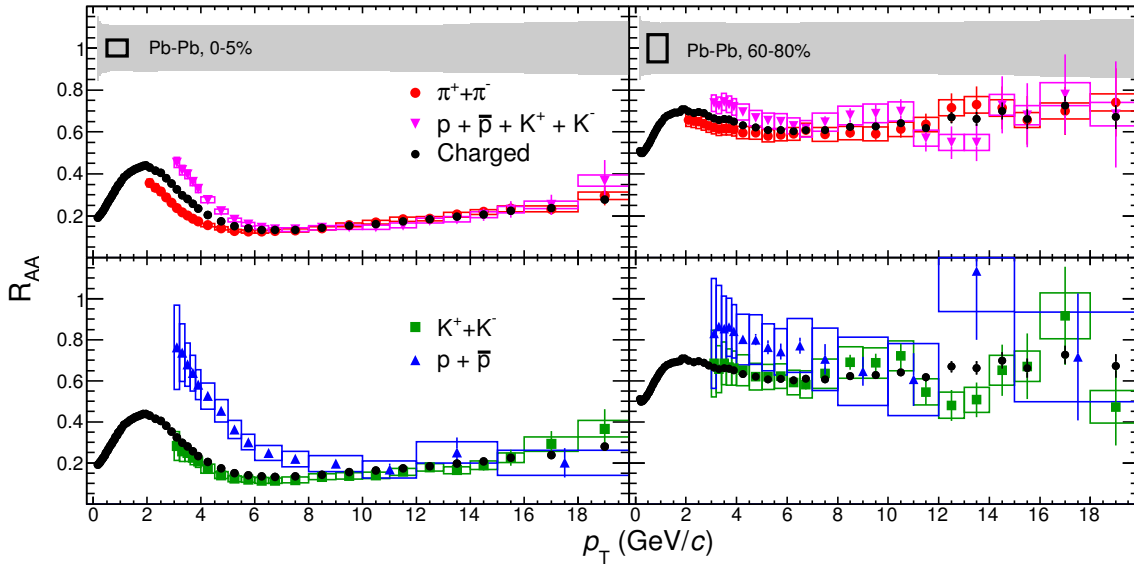 R_AA
1
0.8
0.6
0.4
0.2
Pb-Pb, 0-5%
π⁺+π⁻
p + p̅ + K⁺ + K⁻
Charged
Pb-Pb, 60-80%
1
0.8
0.6
0.4
0.2
K⁺+K⁻
p + p̅
0 2 4 6 8 10 12 14 16 18
0 2 4 6 8 10 12 14 16 18
p_T (GeV/c)